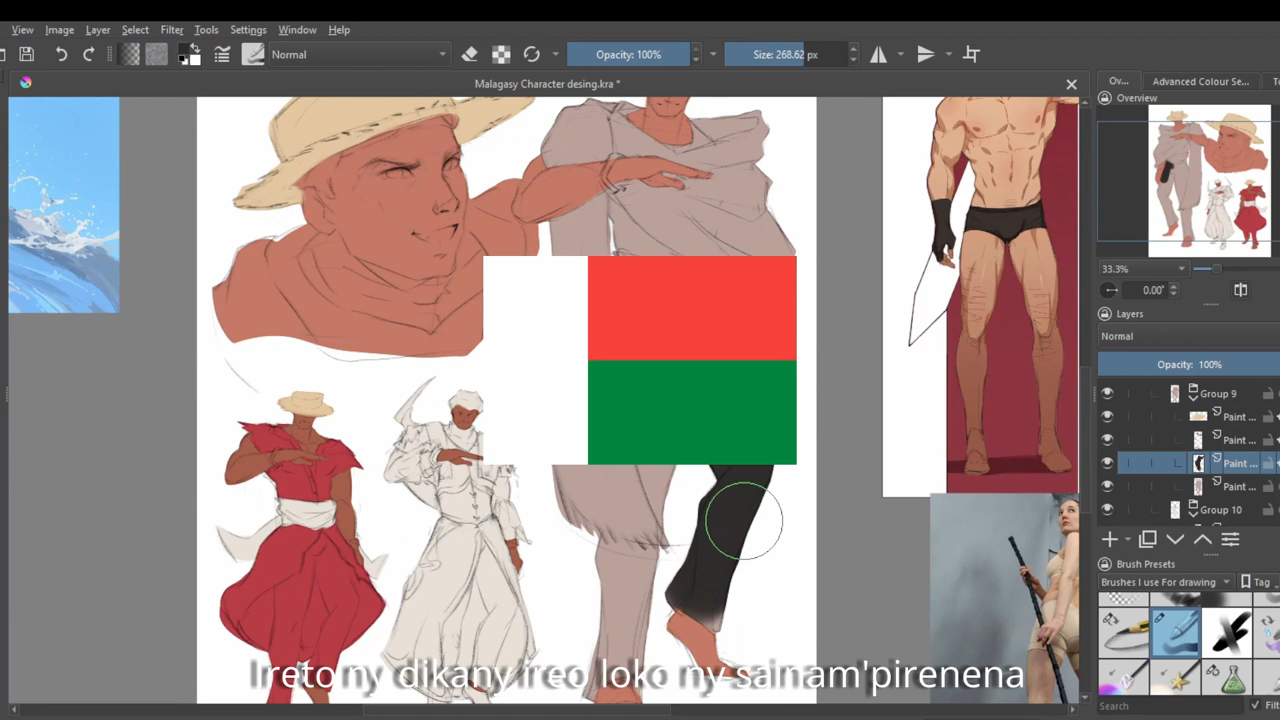 View Image Layer Select Filter Tools Settings Window Help
Normal Opacity: 100% Size: 268.62 px
Malagasy Character desing.kra *
Ov... Advanced Colour Se...
Overview
33.3%
0.00°
Layers
Normal
Opacity: 100%
Group 9
Paint ...
Paint ...
Paint ...
Paint ...
Group 10
Brush Presets
Brushes I use For drawing Tag
Search
Ireto ny dikany ireo loko ny sainam'pirenena